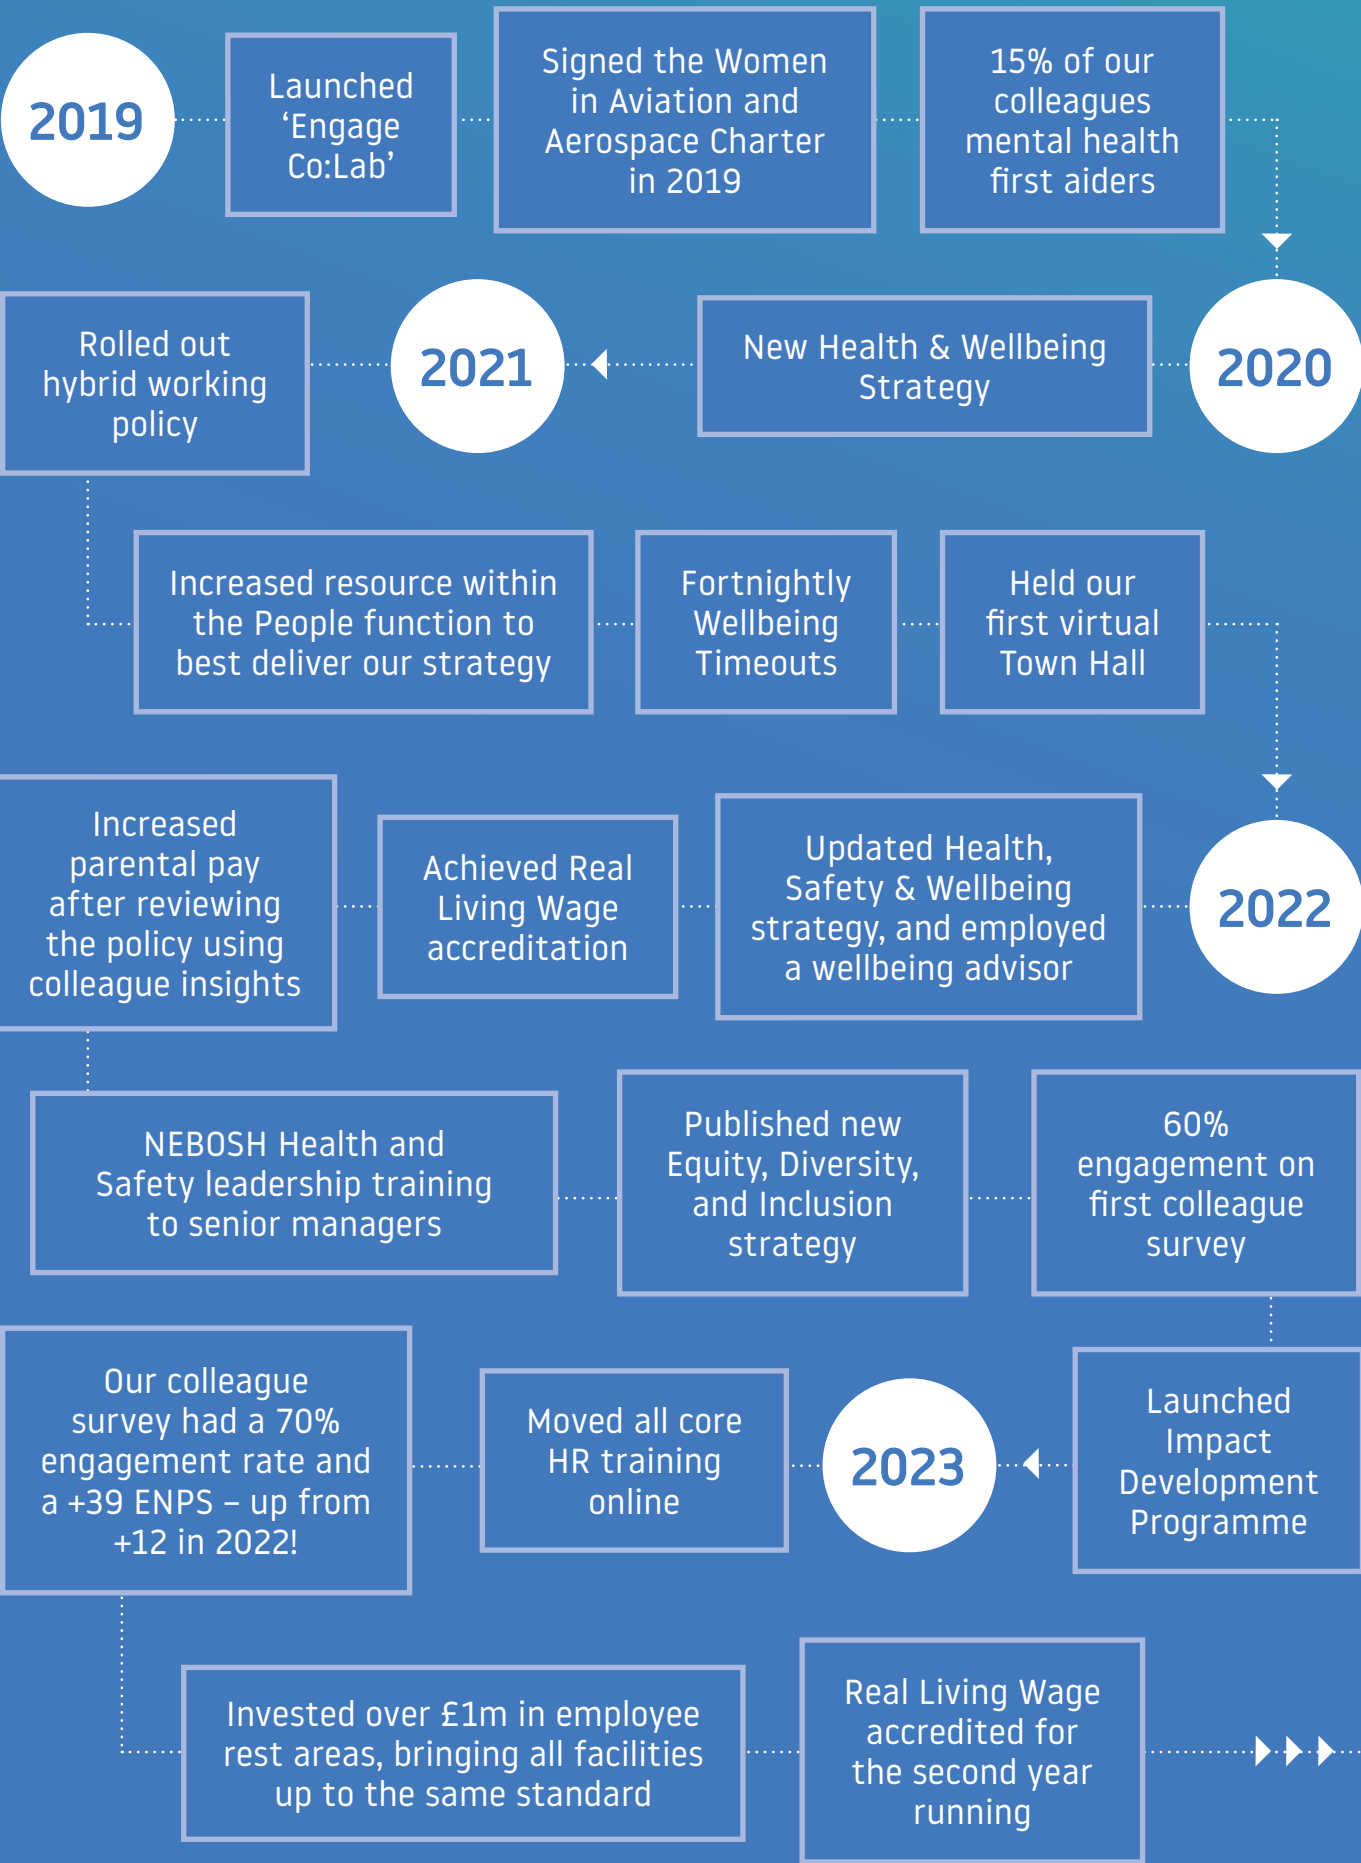 2019
Launched
‘Engage
Co:Lab’
Signed the Women
in Aviation and
Aerospace Charter
in 2019
15% of our
colleagues
mental health
first aiders
2020
New Health & Wellbeing
Strategy
2021
Rolled out
hybrid working
policy
Increased resource within
the People function to
best deliver our strategy
Fortnightly
Wellbeing
Timeouts
Held our
first virtual
Town Hall
2022
Updated Health,
Safety & Wellbeing
strategy, and employed
a wellbeing advisor
Achieved Real
Living Wage
accreditation
Increased
parental pay
after reviewing
the policy using
colleague insights
NEBOSH Health and
Safety leadership training
to senior managers
Published new
Equity, Diversity,
and Inclusion
strategy
60%
engagement on
first colleague
survey
Launched
Impact
Development
Programme
2023
Moved all core
HR training
online
Our colleague
survey had a 70%
engagement rate and
a +39 ENPS – up from
+12 in 2022!
Invested over £1m in employee
rest areas, bringing all facilities
up to the same standard
Real Living Wage
accredited for
the second year
running